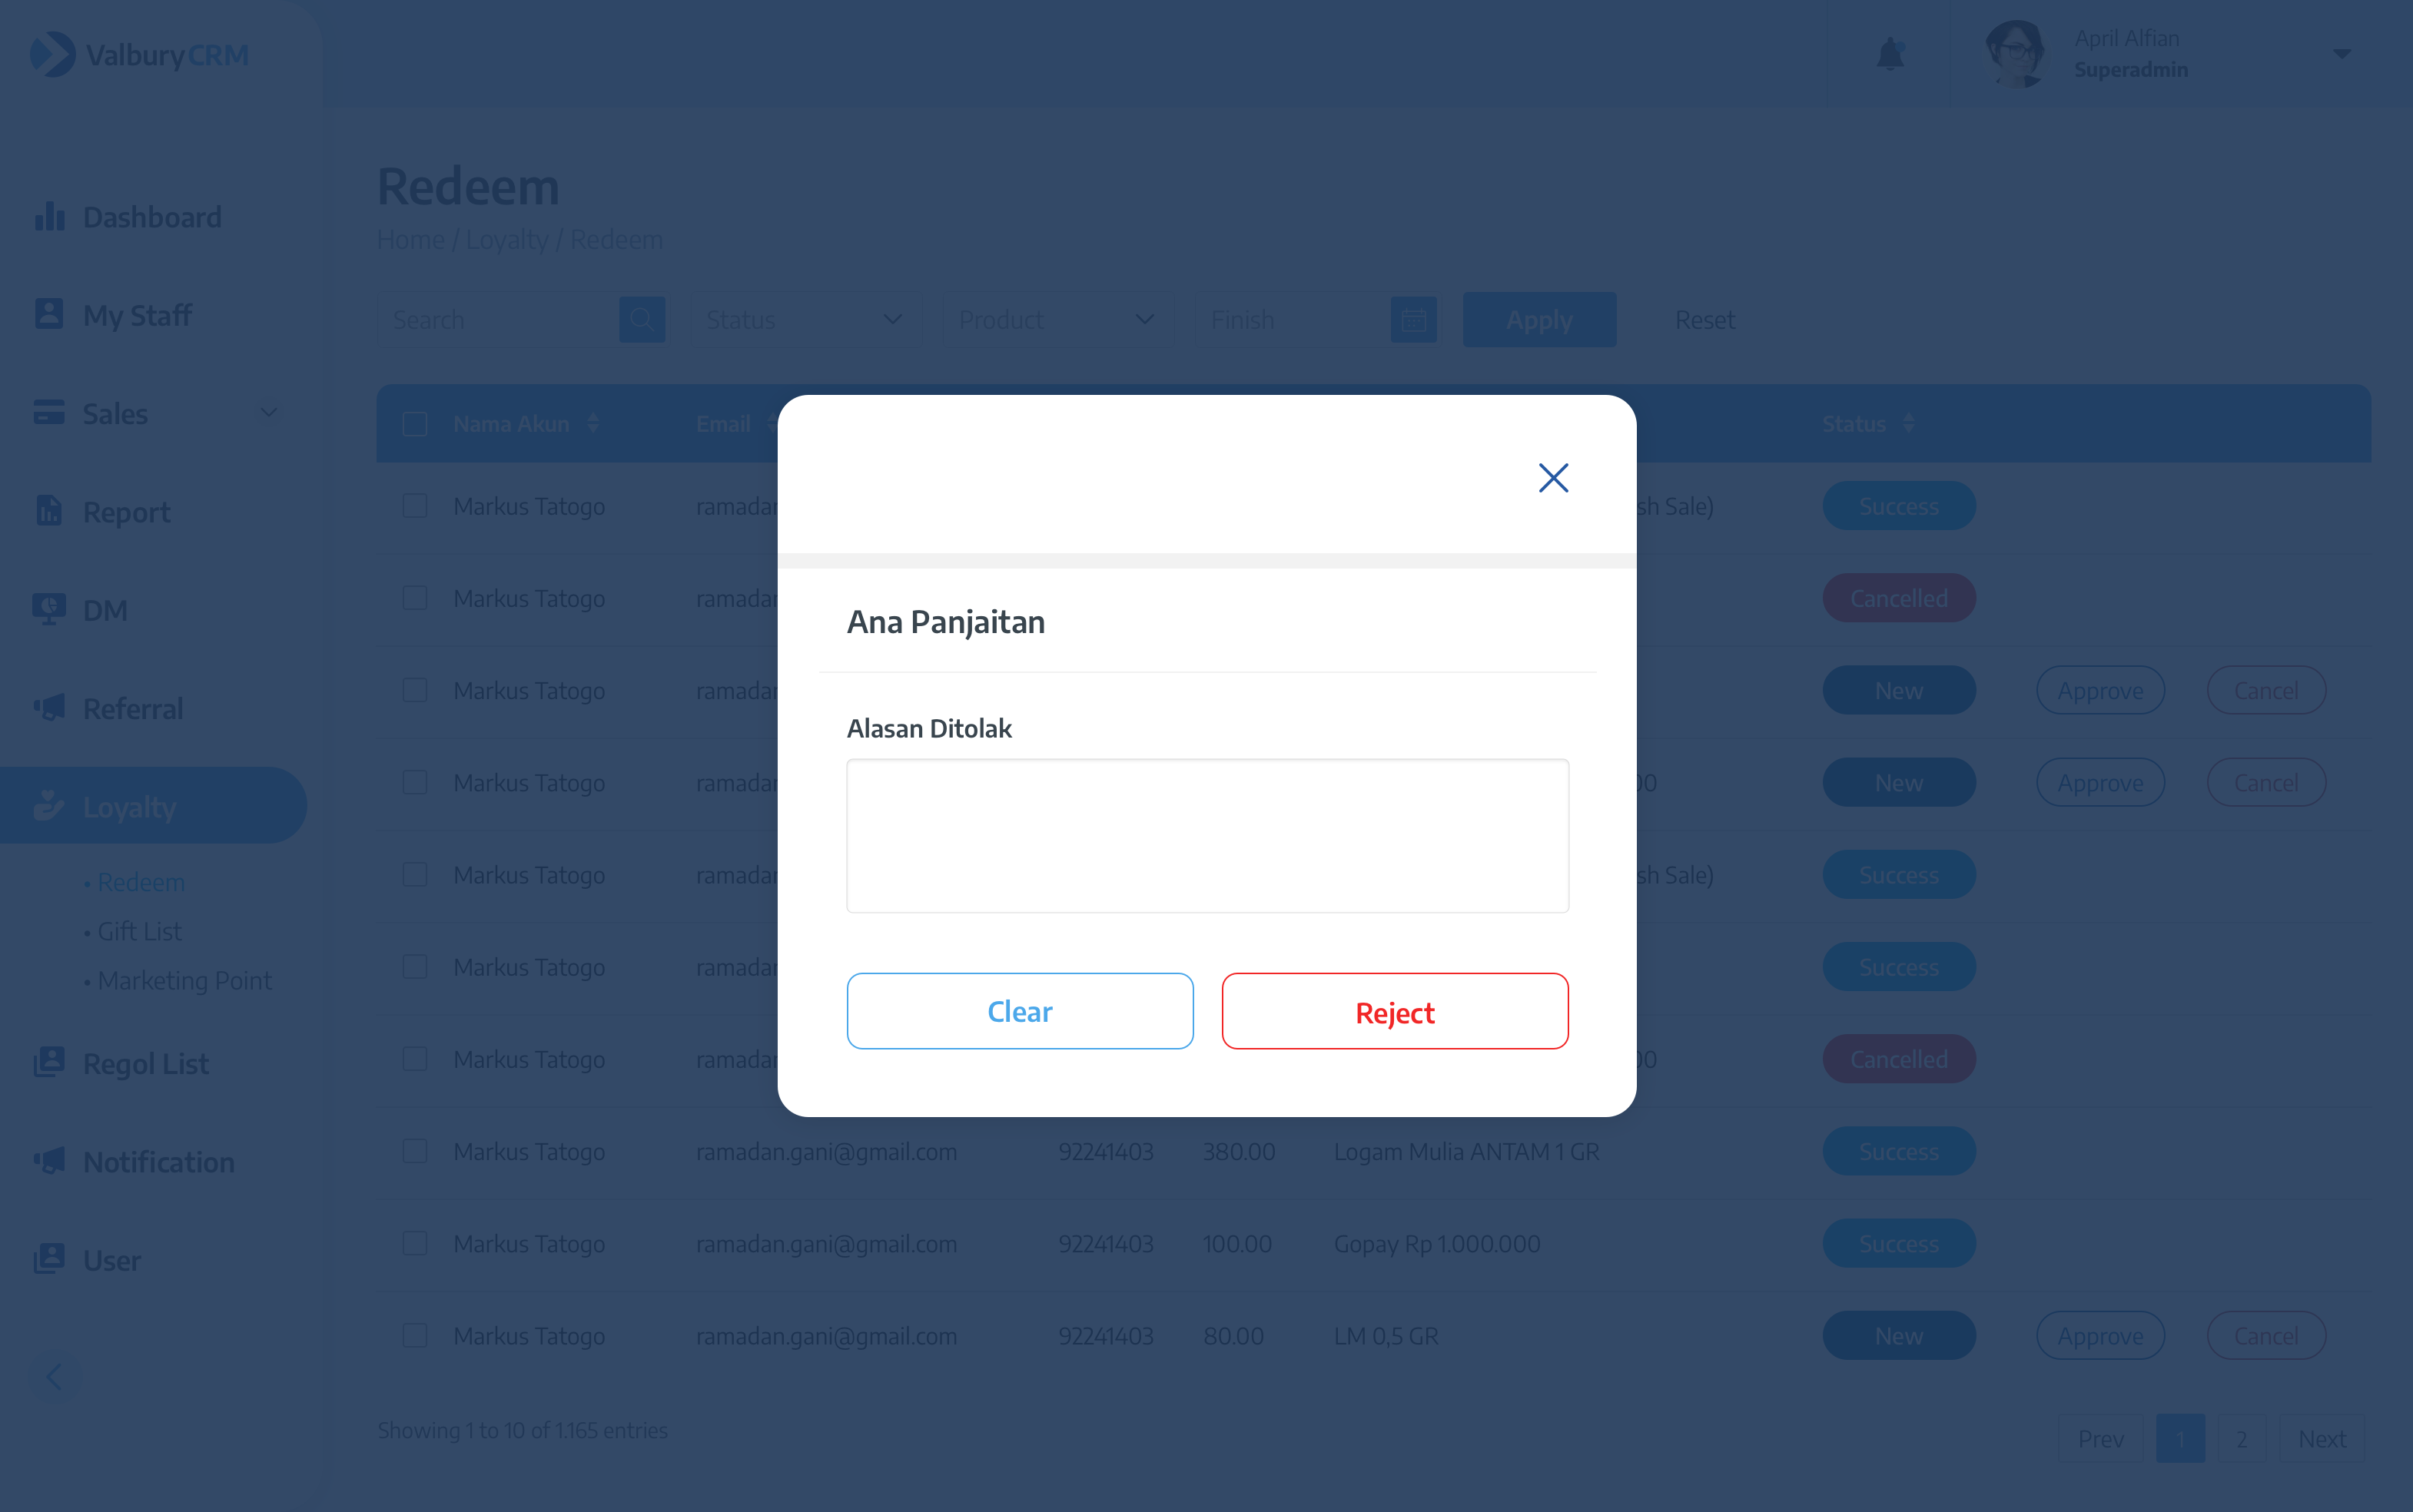 ValburyCRM
April Alfian
Superadmin
Dashboard
My Staff
Sales
Report
DM
Referral
Loyalty
• Redeem
• Gift List
• Marketing Point
Regol List
Notification
User
Redeem
Home / Loyalty / Redeem
Search Status Product Finish Apply Reset
Nama Akun Email Status
Markus Tatogo ramadan sh Sale) Success
Markus Tatogo ramadan Cancelled
Markus Tatogo ramadan New Approve Cancel
Markus Tatogo ramadan 00 New Approve Cancel
Markus Tatogo ramadan sh Sale) Success
Markus Tatogo ramadan Success
Markus Tatogo ramadan 00 Cancelled
Markus Tatogo ramadan.gani@gmail.com 92241403 380.00 Logam Mulia ANTAM 1 GR Success
Markus Tatogo ramadan.gani@gmail.com 92241403 100.00 Gopay Rp 1.000.000 Success
Markus Tatogo ramadan.gani@gmail.com 92241403 80.00 LM 0,5 GR New Approve Cancel
Showing 1 to 10 of 1.165 entries
Prev 1 2 Next
Ana Panjaitan
Alasan Ditolak
Clear Reject